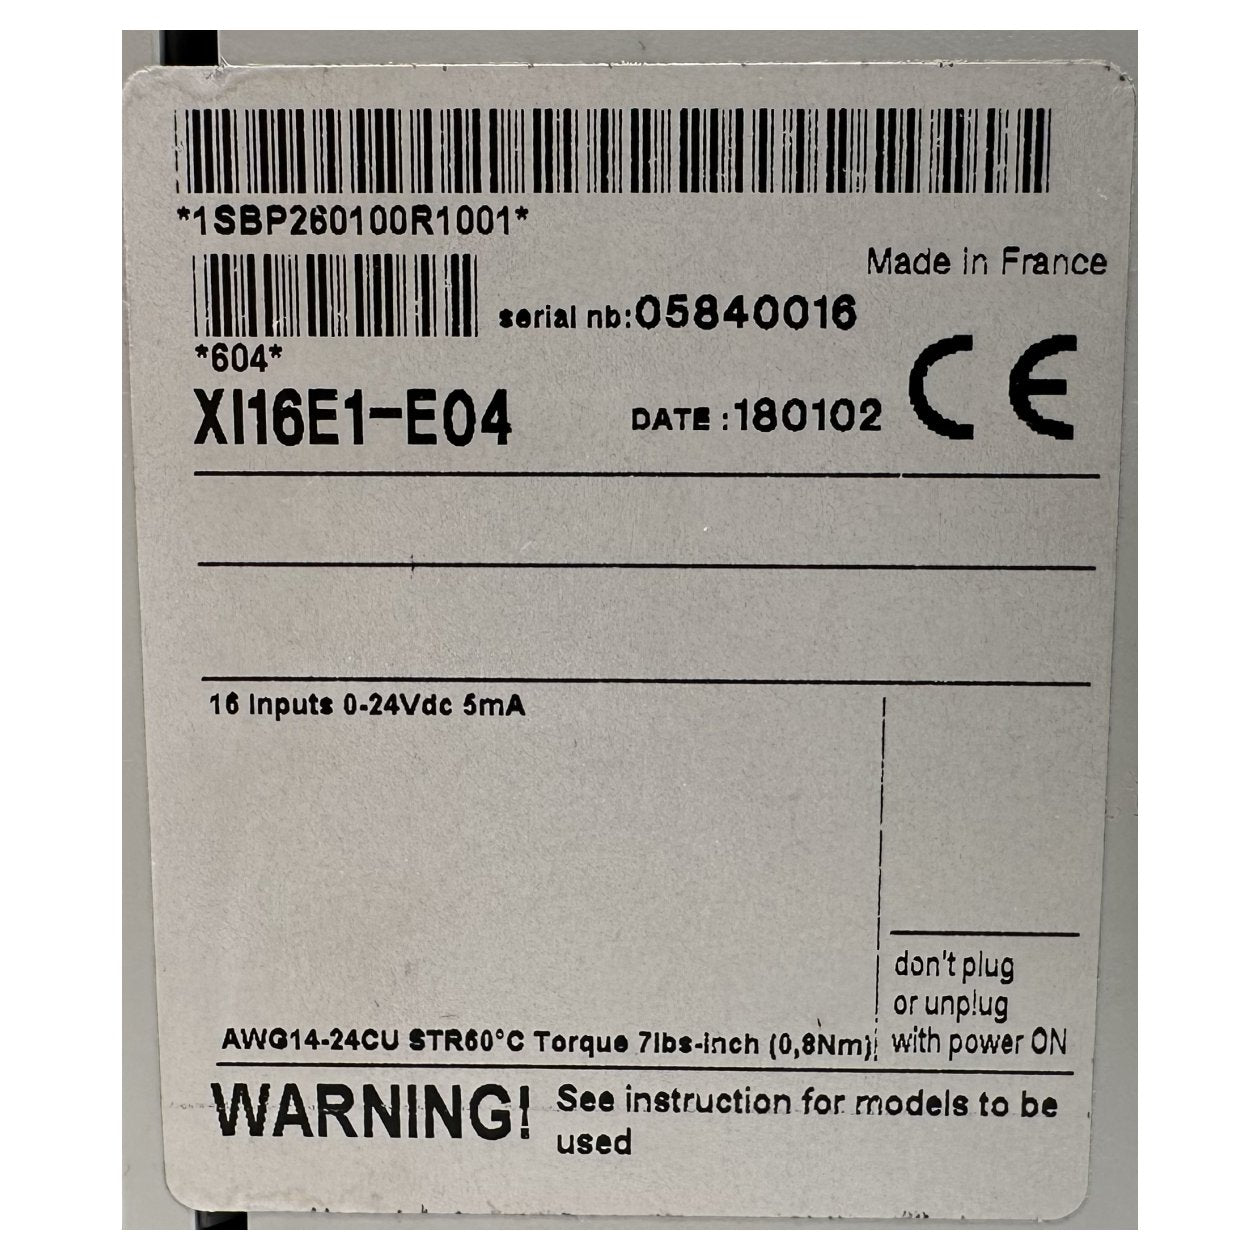 *1SBP260100R1001*
Made in France
serial nb:05840016
*604*
XI16E1-E04
DATE :180102
CE
16 Inputs 0-24Vdc 5mA
don't plug
or unplug
with power ON
AWG14-24CU STR60°C Torque 7lbs-inch (0,8Nm)
WARNING! See instruction for models to be
used